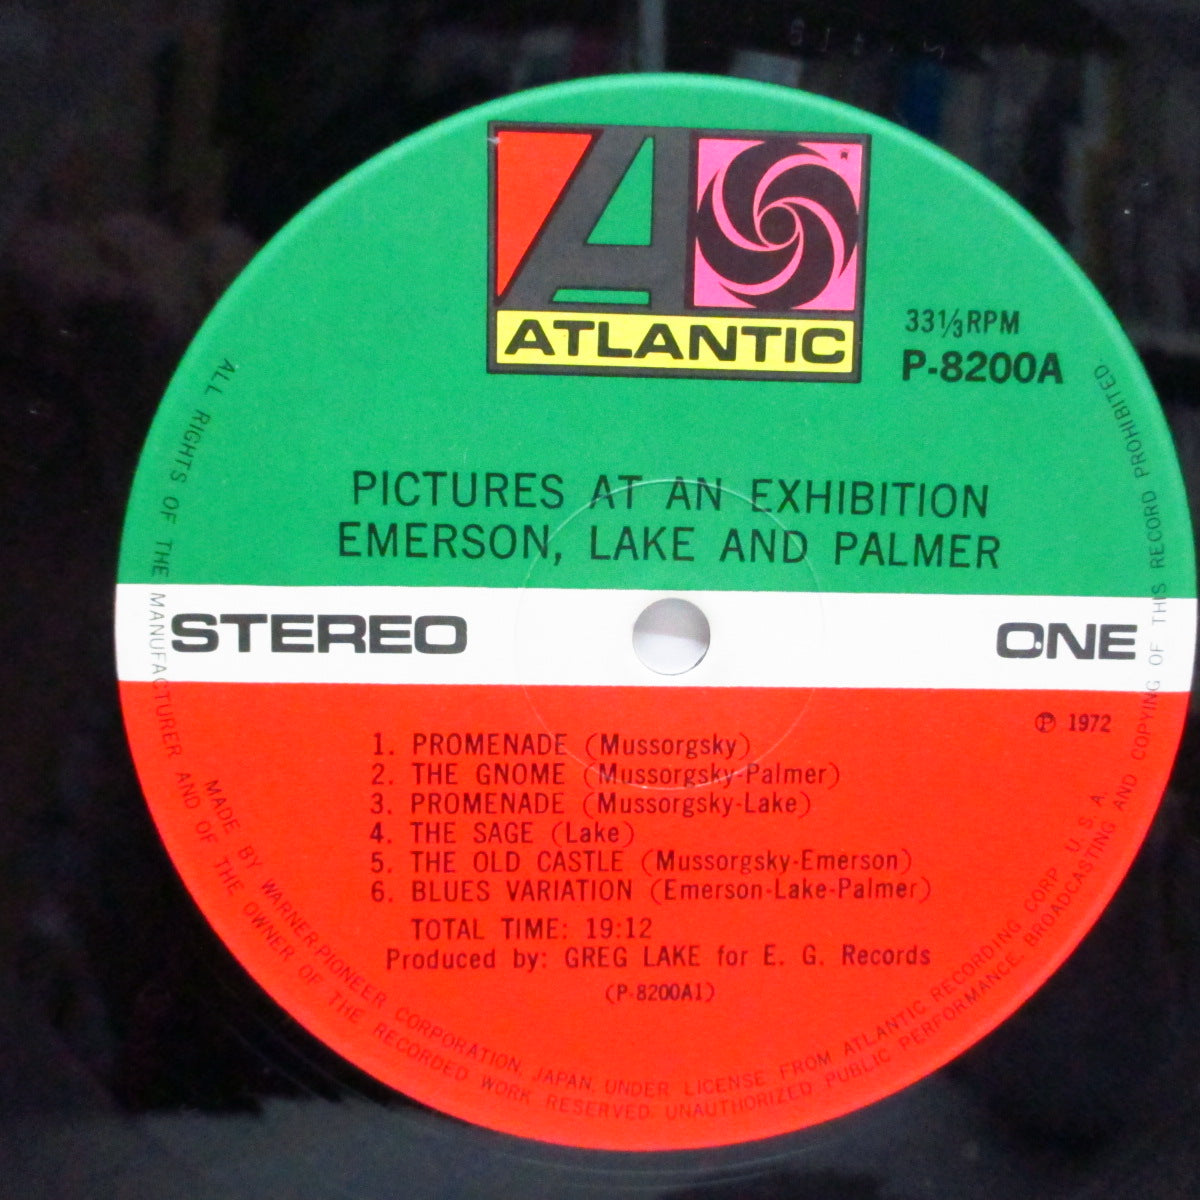 ATLANTIC
33⅓RPM
P-8200A
PICTURES AT AN EXHIBITION
EMERSON, LAKE AND PALMER
STEREO
ONE
℗ 1972
1. PROMENADE (Mussorgsky)
2. THE GNOME (Mussorgsky-Palmer)
3. PROMENADE (Mussorgsky-Lake)
4. THE SAGE (Lake)
5. THE OLD CASTLE (Mussorgsky-Emerson)
6. BLUES VARIATION (Emerson-Lake-Palmer)
TOTAL TIME: 19:12
Produced by: GREG LAKE for E. G. Records
(P-8200A1)
MADE BY WARNER-PIONEER CORPORATION, JAPAN, UNDER LICENSE FROM ATLANTIC RECORDING CORP. U. S. A.
ALL RIGHTS OF THE MANUFACTURER AND OF THE OWNER OF THE RECORDED WORK RESERVED. UNAUTHORIZED PUBLIC PERFORMANCE, BROADCASTING AND COPYING OF THIS RECORD PROHIBITED.